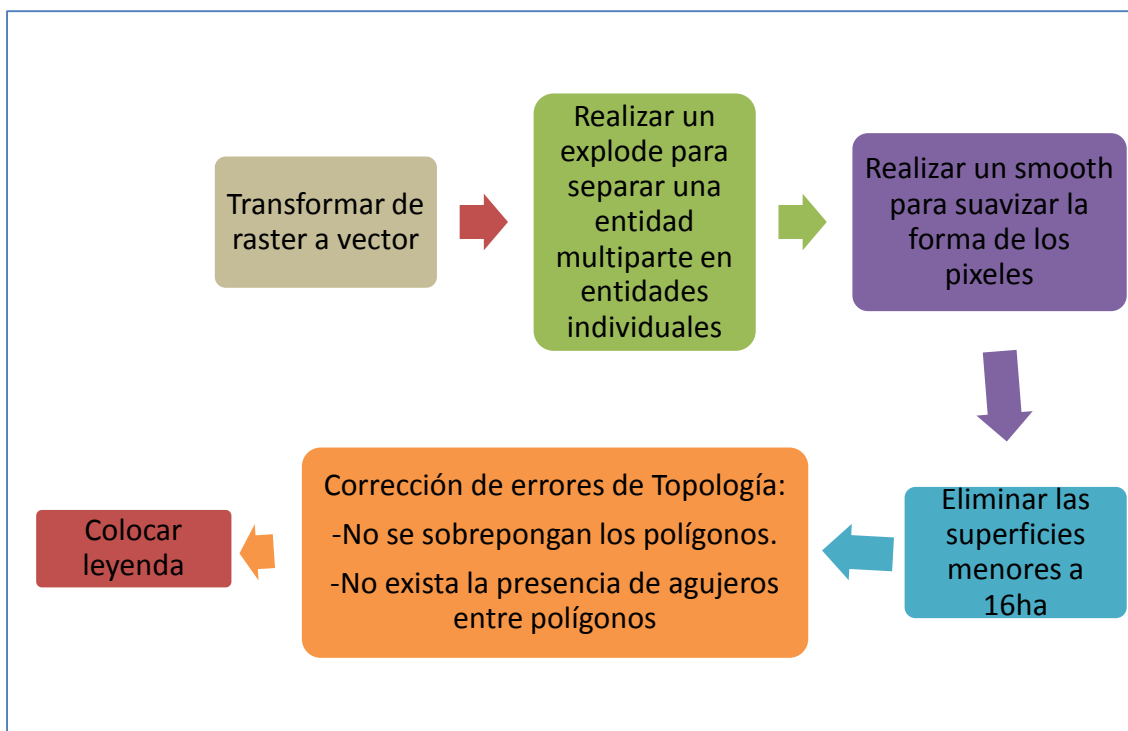 Transformar de
raster a vector
Realizar un
explode para
separar una
entidad
multiparte en
entidades
individuales
Realizar un smooth
para suavizar la
forma de los
pixeles
Eliminar las
superficies
menores a
16ha
Corrección de errores de Topología:
-No se sobrepongan los polígonos.
-No exista la presencia de agujeros
entre polígonos
Colocar
leyenda